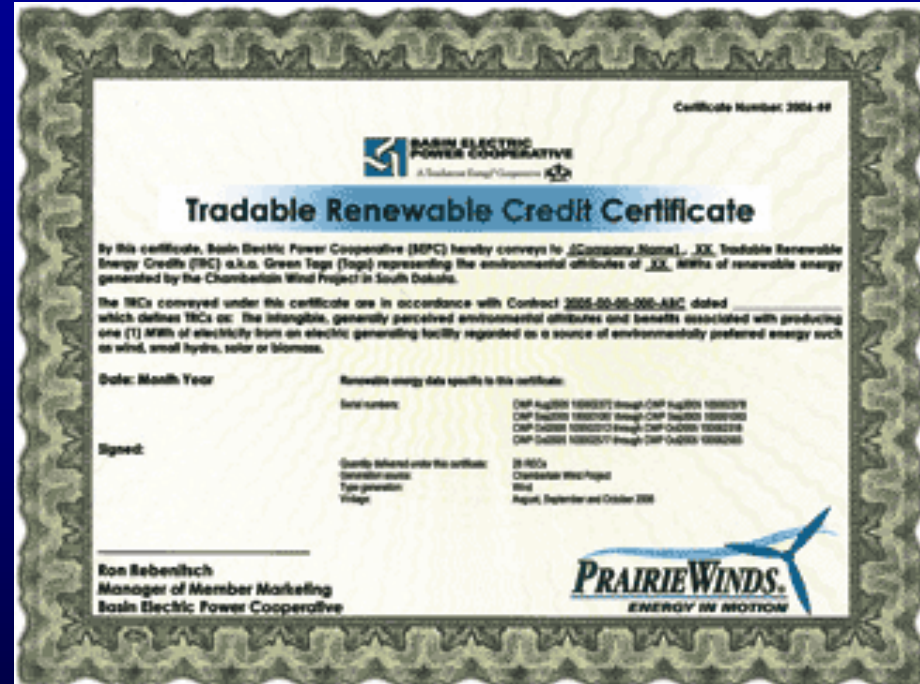 Certificate Number: 2006-##
BASIN ELECTRIC
POWER COOPERATIVE
A Touchstone Energy® Cooperative
Tradable Renewable Credit Certificate
By this certificate, Basin Electric Power Cooperative (BEPC) hereby conveys to (Company Name), XX Tradable Renewable
Energy Credits (TRC) a.k.a. Green Tags (Tags) representing the environmental attributes of XX MWhs of renewable energy
generated by the Chamberlain Wind Project in South Dakota.
The TRCs conveyed under this certificate are in accordance with Contract 2005-00-00-000-ABC dated
which defines TRCs as: The intangible, generally perceived environmental attributes and benefits associated with producing
one (1) MWh of electricity from an electric generating facility regarded as a source of environmentally preferred energy such
as wind, small hydro, solar or biomass.
Date: Month Year
Renewable energy data specific to this certificate:
Serial numbers:
Signed:
Quantity delivered under this certificate:
Generation source: Chamberlain Wind Project
Type generation: Wind
Vintage: August, September and October
Ron Rebenitsch
Manager of Member Marketing
Basin Electric Power Cooperative
PRAIRIEWINDS
ENERGY IN MOTION